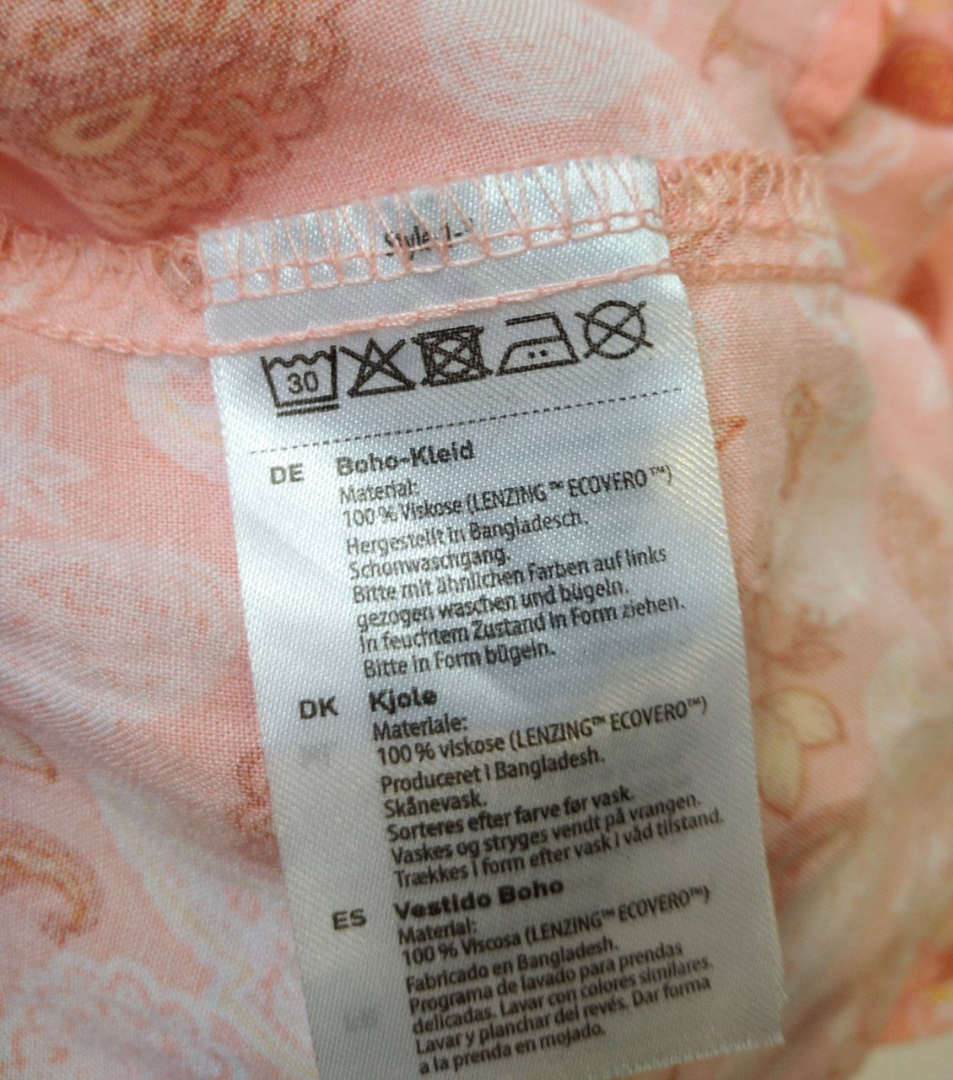 Style
30
DE Boho-Kleid
Material:
100 % Viskose (LENZING™ ECOVERO™)
Hergestellt in Bangladesch.
Schonwaschgang.
Bitte mit ähnlichen Farben auf links
gezogen waschen und bügeln.
In feuchtem Zustand in Form ziehen.
Bitte in Form bügeln.
DK Kjole
Materiale:
100 % viskose (LENZING™ ECOVERO™)
Produceret i Bangladesh.
Skånevask.
Sorteres efter farve før vask.
Vaskes og stryges vendt på vrangen.
Trækkes i form efter vask i våd tilstand.
ES Vestido Boho
Material:
100 % Viscosa (LENZING™ ECOVERO™)
Fabricado en Bangladesh.
Programa de lavado para prendas
delicadas. Lavar con colores similares.
Lavar y planchar del revés. Dar forma
a la prenda en mojado.